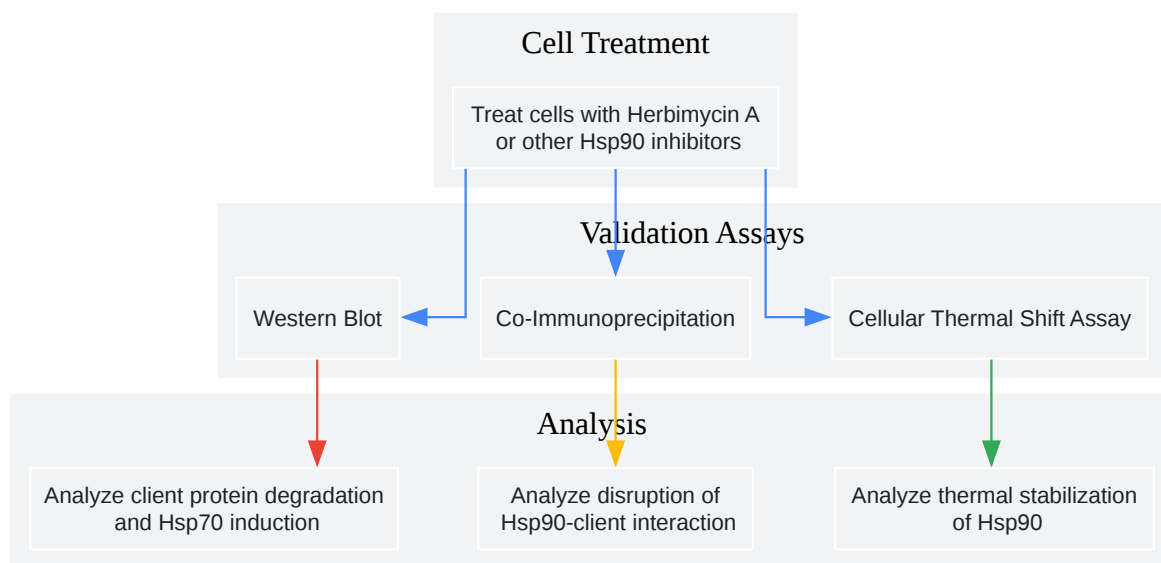 Cell Treatment
Treat cells with Herbimycin A
or other Hsp90 inhibitors
Validation Assays
Western Blot
Co-Immunoprecipitation
Cellular Thermal Shift Assay
Analysis
Analyze client protein degradation
and Hsp70 induction
Analyze disruption of
Hsp90-client interaction
Analyze thermal stabilization
of Hsp90